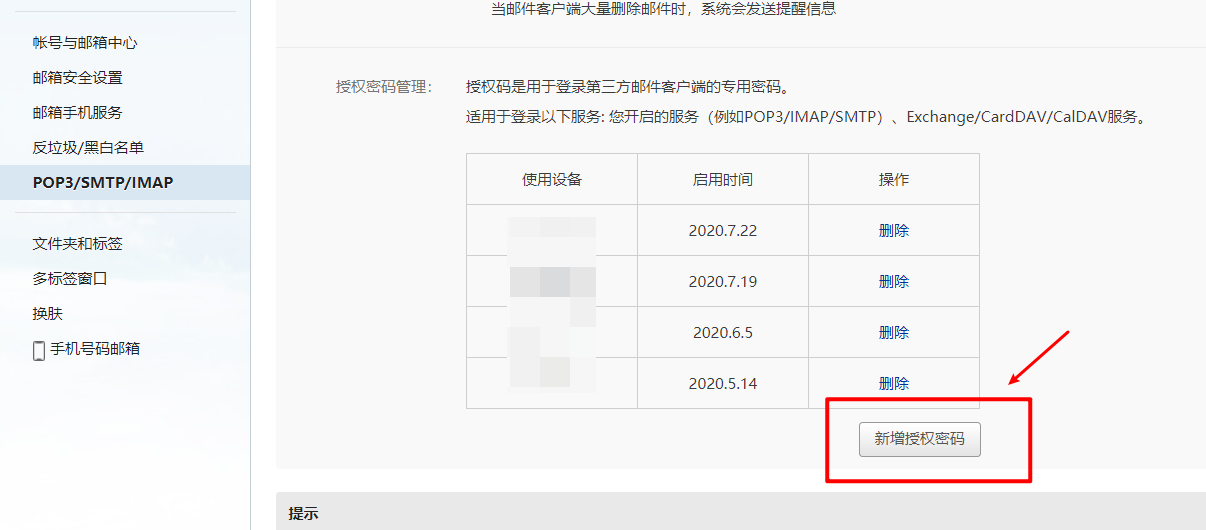 当邮件客户端大量删除邮件时，系统会发送提醒信息
帐号与邮箱中心
邮箱安全设置
邮箱手机服务
反垃圾/黑白名单
POP3/SMTP/IMAP
文件夹和标签
多标签窗口
换肤
手机号码邮箱
授权密码管理：
授权码是用于登录第三方邮件客户端的专用密码。
适用于登录以下服务: 您开启的服务（例如POP3/IMAP/SMTP）、Exchange/CardDAV/CalDAV服务。
使用设备 启用时间 操作
2020.7.22 删除
2020.7.19 删除
2020.6.5 删除
2020.5.14 删除
新增授权密码
提示